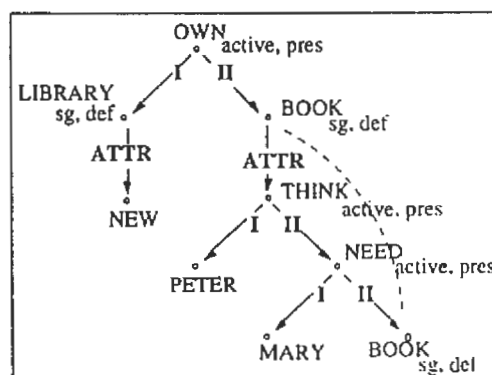 OWN
active, pres
I II
LIBRARY
sg, def
BOOK
sg, def
ATTR
ATTR
NEW
THINK
active, pres
I II
PETER
NEED
active, pres
I II
MARY
BOOK
sg, def